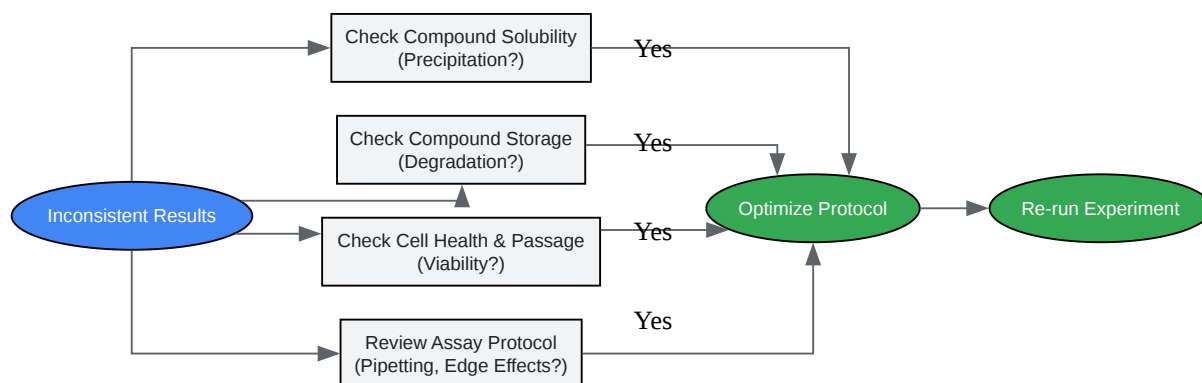 Check Compound Solubility
(Precipitation?)
Yes
Check Compound Storage
(Degradation?)
Yes
Inconsistent Results
Optimize Protocol
Re-run Experiment
Check Cell Health & Passage
(Viability?)
Yes
Review Assay Protocol
(Pipetting, Edge Effects?)
Yes